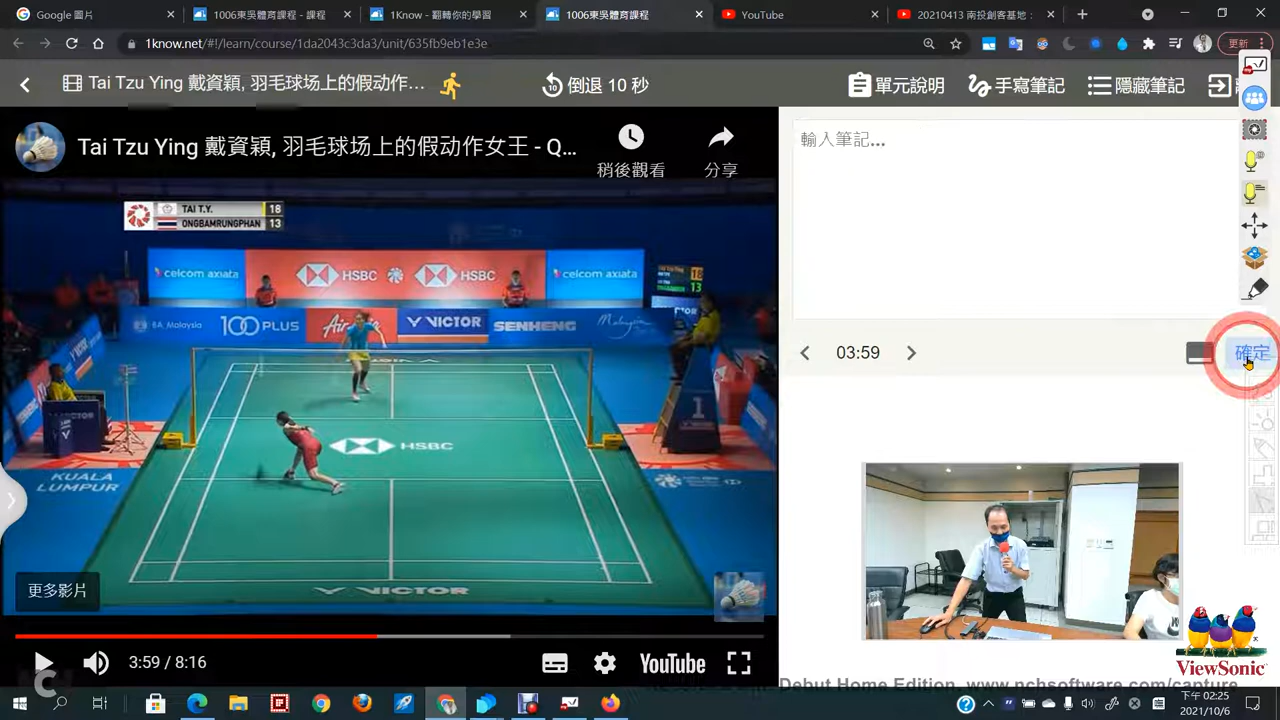 Google 圖片
1006東吳體育課程 - 課程
1Know - 翻轉你的學習
1006東吳體育課程
YouTube
20210413 南投創客基地：
1know.net/#!/learn/course/1da2043c3da3/unit/635fb9eb1e3e
更新
Tai Tzu Ying 戴資穎, 羽毛球场上的假动作...
倒退 10 秒
單元說明
手寫筆記
隱藏筆記
Tai Tzu Ying 戴資穎, 羽毛球场上的假动作女王 - Q...
稍後觀看
分享
輸入筆記...
TAI T.Y. 18
ONGBAMRUNGPHAN 13
celcom axiata
HSBC
HSBC
celcom axiata
BA_Malaysia
100PLUS
VICTOR
SENHENG
Malaysia
HSBC
1
KUALA
LUMPUR
VICTOR
03:59
確定
更多影片
3:59 / 8:16
YouTube
ViewSonic
Debut Home Edition. www.nchsoftware.com/capture
下午 02:25
2021/10/6